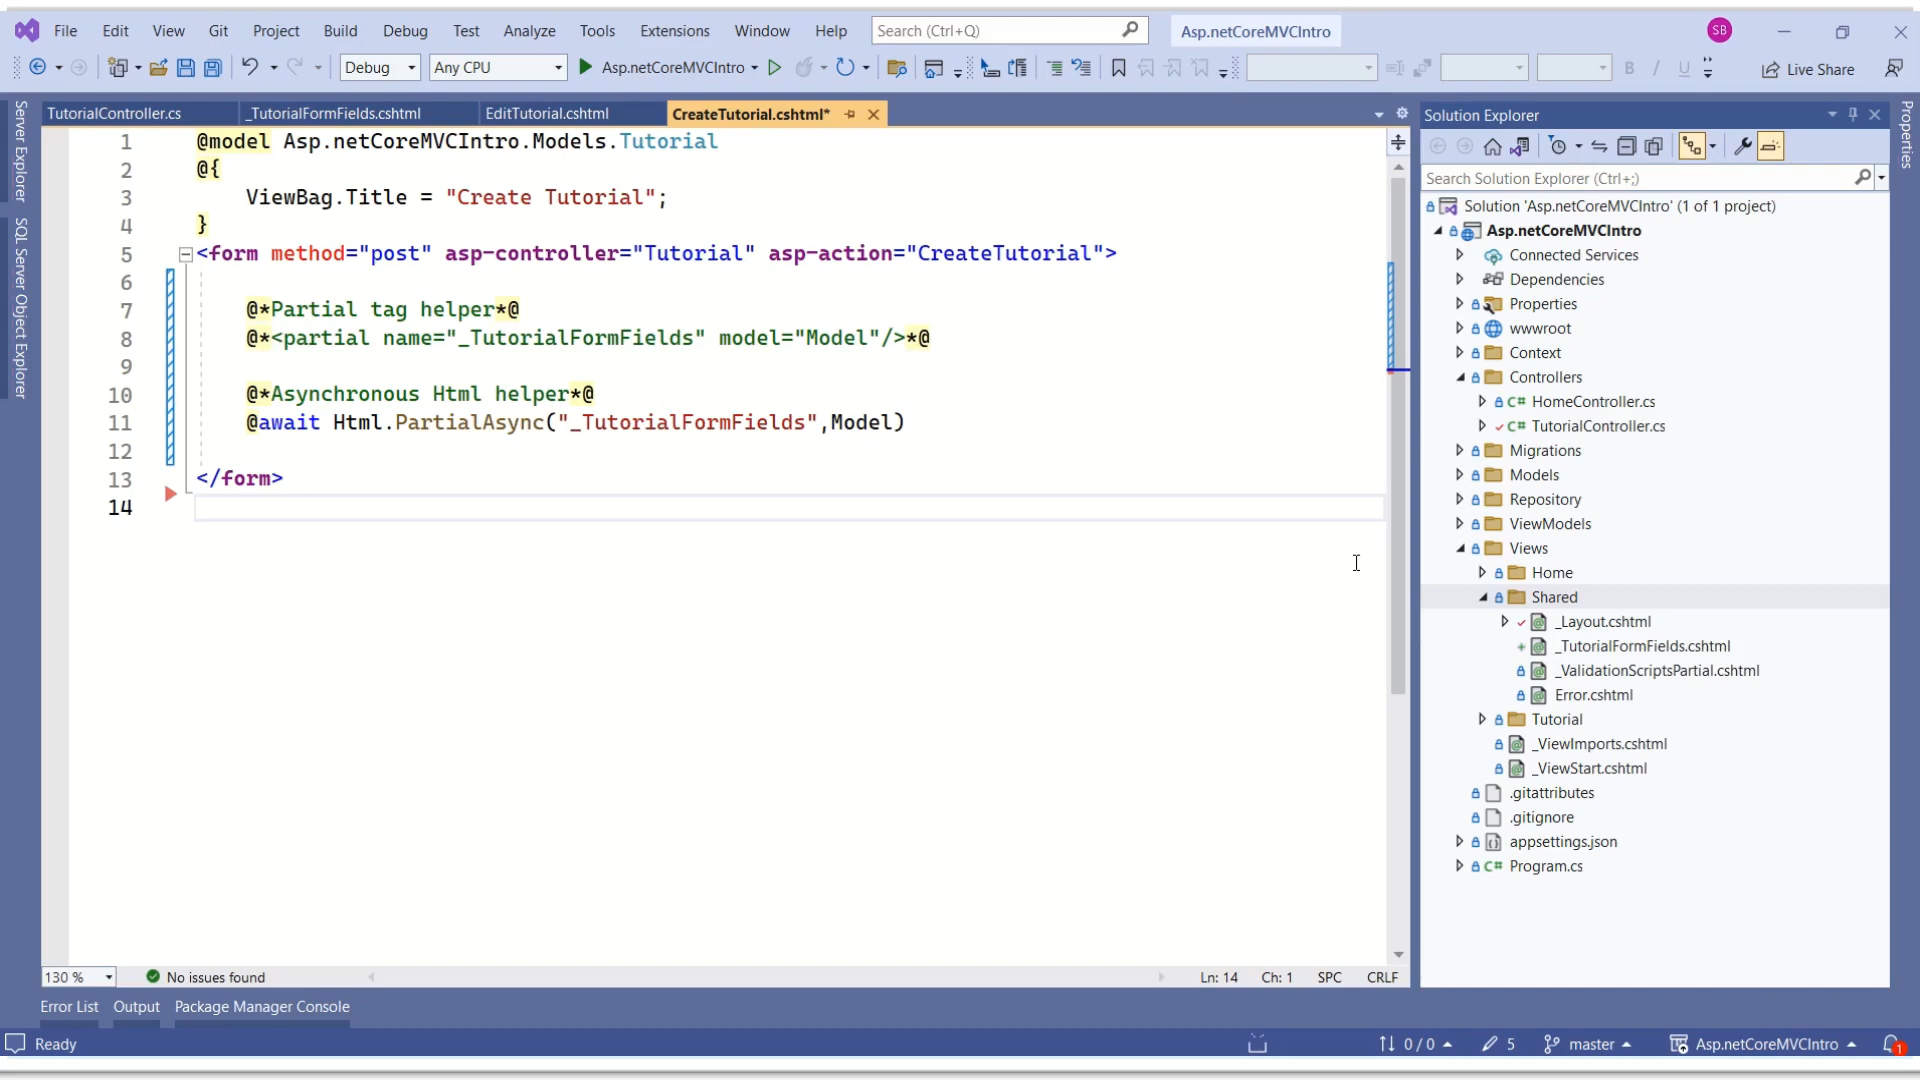 File Edit View Git Project Build Debug Test Analyze Tools Extensions Window Help Search (Ctrl+Q) Asp.netCoreMVCIntro SB
Debug Any CPU Asp.netCoreMVCIntro B I U Live Share
TutorialController.cs _TutorialFormFields.cshtml EditTutorial.cshtml CreateTutorial.cshtml*
Server Explorer
SQL Server Object Explorer
1 @model Asp.netCoreMVCIntro.Models.Tutorial
2 @{
3 ViewBag.Title = "Create Tutorial";
4 }
5 <form method="post" asp-controller="Tutorial" asp-action="CreateTutorial">
6
7 @*Partial tag helper*@
8 @*<partial name="_TutorialFormFields" model="Model"/>*@
9
10 @*Asynchronous Html helper*@
11 @await Html.PartialAsync("_TutorialFormFields",Model)
12
13 </form>
14
130 % No issues found Ln: 14 Ch: 1 SPC CRLF
Solution Explorer
Search Solution Explorer (Ctrl+;)
Solution 'Asp.netCoreMVCIntro' (1 of 1 project)
Asp.netCoreMVCIntro
Connected Services
Dependencies
Properties
wwwroot
Context
Controllers
C# HomeController.cs
C# TutorialController.cs
Migrations
Models
Repository
ViewModels
Views
Home
Shared
_Layout.cshtml
_TutorialFormFields.cshtml
_ValidationScriptsPartial.cshtml
Error.cshtml
Tutorial
_ViewImports.cshtml
_ViewStart.cshtml
.gitattributes
.gitignore
appsettings.json
C# Program.cs
Properties
Error List Output Package Manager Console
Ready 0 / 0 5 master Asp.netCoreMVCIntro 1